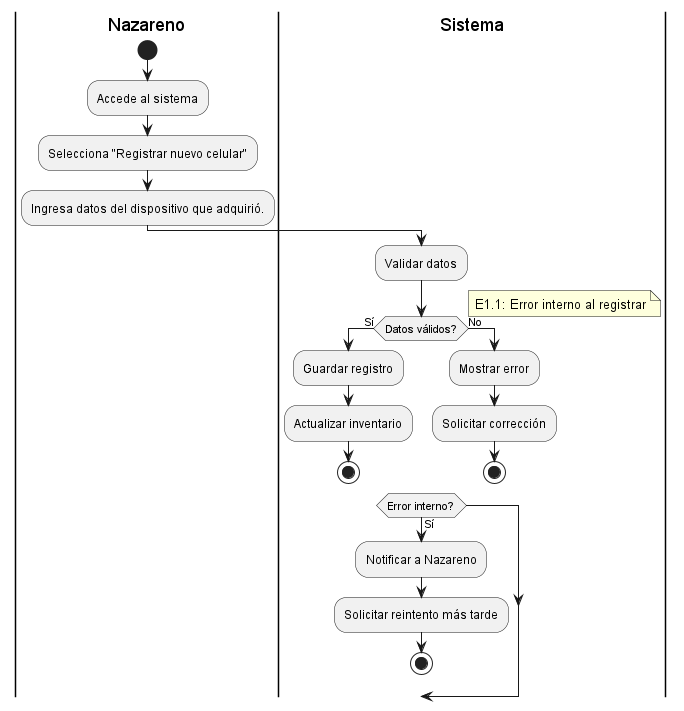 Nazareno
Sistema
Accede al sistema
Selecciona "Registrar nuevo celular"
Ingresa datos del dispositivo que adquirió.
Validar datos
E1.1: Error interno al registrar
Datos válidos?
Sí
No
Guardar registro
Mostrar error
Actualizar inventario
Solicitar corrección
Error interno?
Sí
Notificar a Nazareno
Solicitar reintento más tarde